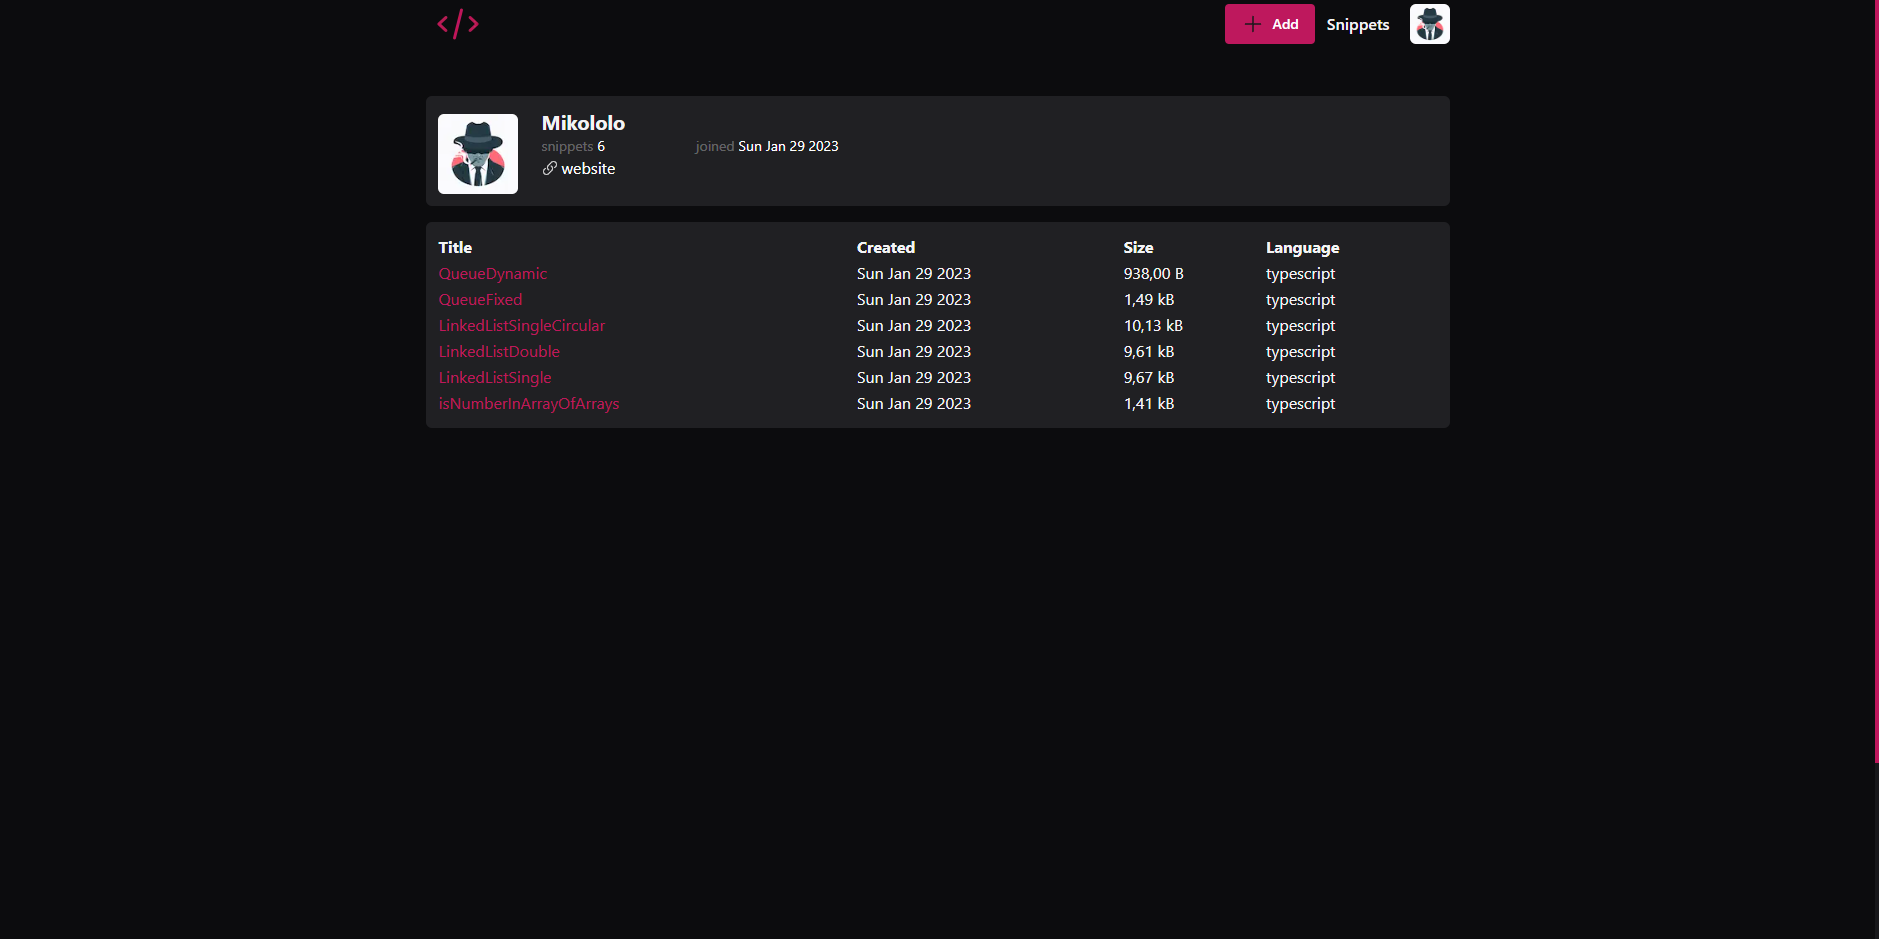 </> Add Snippets
Mikololo
snippets 6 joined Sun Jan 29 2023
website
Title Created Size Language
QueueDynamic Sun Jan 29 2023 938,00 B typescript
QueueFixed Sun Jan 29 2023 1,49 kB typescript
LinkedListSingleCircular Sun Jan 29 2023 10,13 kB typescript
LinkedListDouble Sun Jan 29 2023 9,61 kB typescript
LinkedListSingle Sun Jan 29 2023 9,67 kB typescript
isNumberInArrayOfArrays Sun Jan 29 2023 1,41 kB typescript